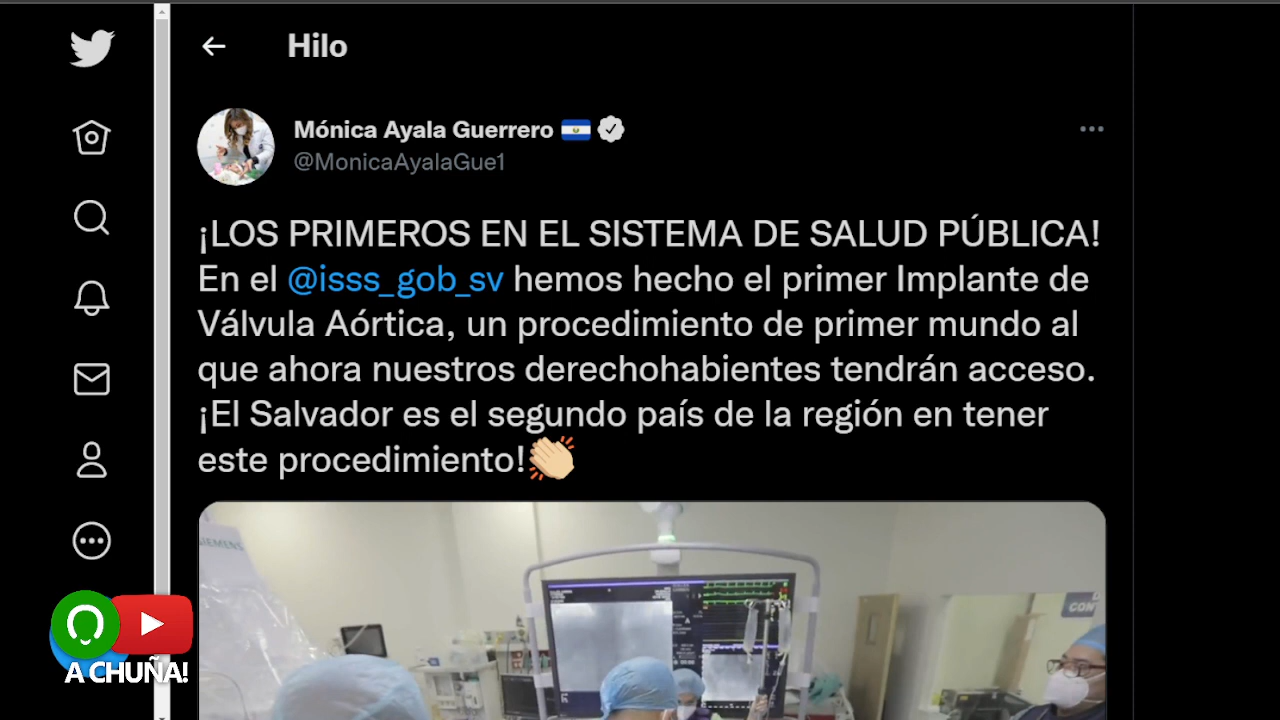 Hilo
Mónica Ayala Guerrero
@MonicaAyalaGue1
¡LOS PRIMEROS EN EL SISTEMA DE SALUD PÚBLICA!
En el @isss_gob_sv hemos hecho el primer Implante de
Válvula Aórtica, un procedimiento de primer mundo al
que ahora nuestros derechohabientes tendrán acceso.
¡El Salvador es el segundo país de la región en tener
este procedimiento!👏
SIEMENS
CON
A CHUÑA!